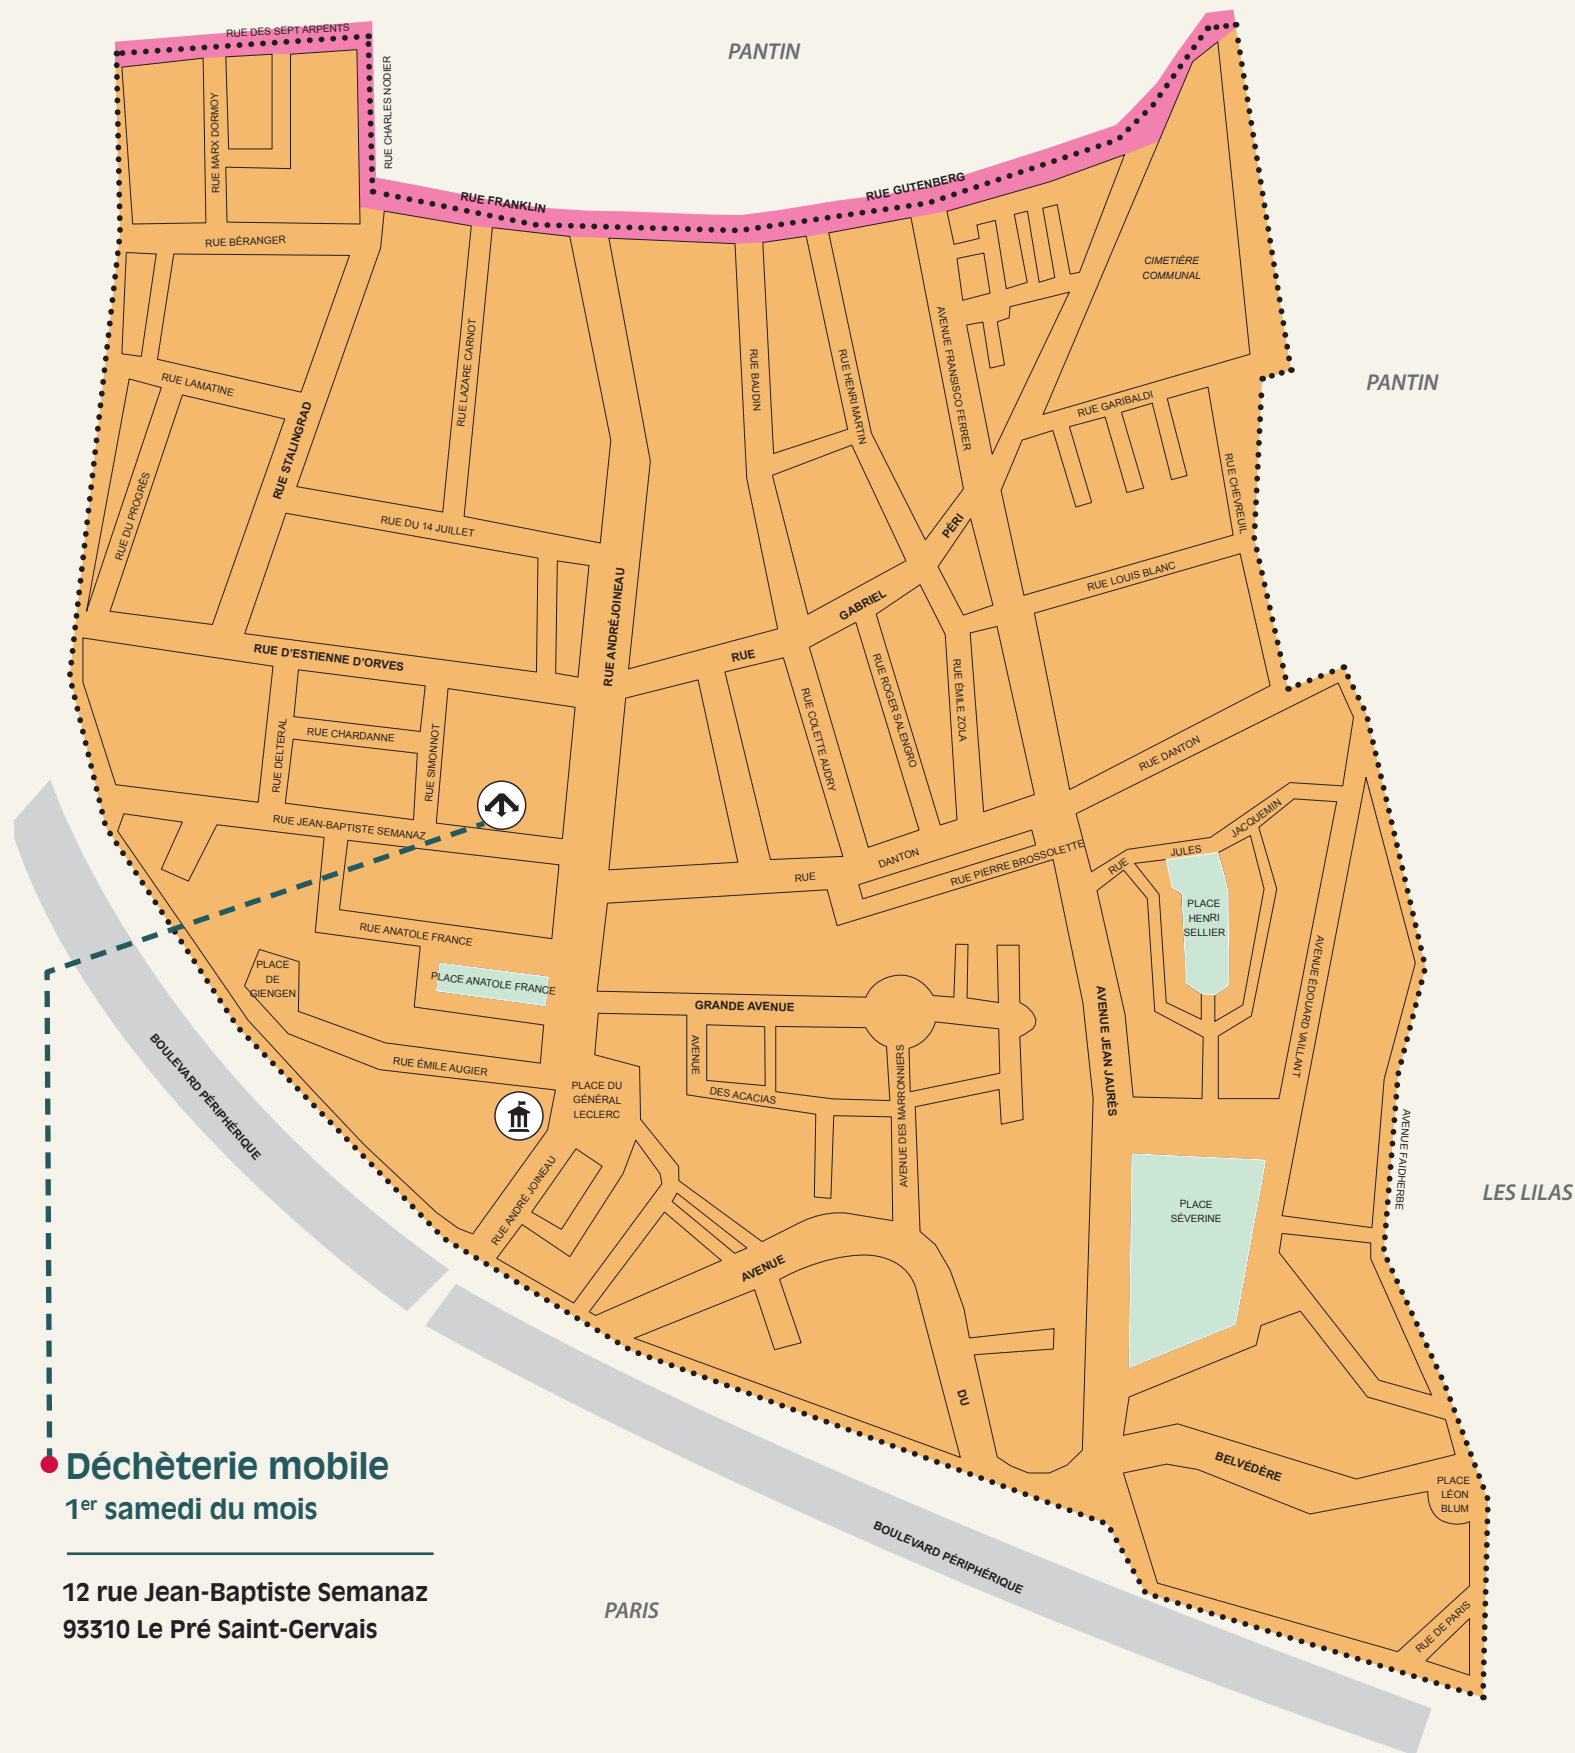 RUE DES SEPT ARPENTS
PANTIN
RUE CHARLES NODIER
RUE MARX DORMOY
RUE FRANKLIN
RUE GUTENBERG
RUE BÉRANGER
CIMETIÈRE
COMMUNAL
RUE LAMATINE
RUE STALINGRAD
RUE LAZARE CARNOT
RUE BAUDIN
RUE HENRI MARTIN
AVENUE FRANSISCO FERRER
PANTIN
RUE GARIBALDI
RUE CHEVREUIL
RUE DU PROGRÈS
RUE DU 14 JUILLET
RUE LOUIS BLANC
RUE ANDRÉJOINEAU
RUE
GABRIEL
PÉRI
RUE D'ESTIENNE D'ORVES
RUE COLETTE AUDRY
RUE ROGER SALENGRO
RUE ÉMILE ZOLA
RUE DELTERAL
RUE CHARDANNE
RUE SIMONNOT
RUE DANTON
RUE JEAN-BAPTISTE SEMANAZ
RUE
DANTON
RUE PIERRE BROSSOLETTE
RUE
JULES
JACQUEMIN
PLACE
HENRI
SELLIER
RUE ANATOLE FRANCE
PLACE ANATOLE FRANCE
PLACE
DE
GIENGEN
GRANDE AVENUE
AVENUE JEAN JAURÈS
AVENUE ÉDOUARD VAILLANT
BOULEVARD PÉRIPHÉRIQUE
RUE ÉMILE AUGIER
PLACE DU
GÉNÉRAL
LECLERC
AVENUE
DES ACACIAS
AVENUE DES MARRONNIERS
AVENUE FAIDHERBE
LES LILAS
RUE ANDRÉ JOINEAU
PLACE
SÉVERINE
AVENUE
DU
BELVÉDÈRE
PLACE
LÉON
BLUM
RUE DE PARIS
BOULEVARD PÉRIPHÉRIQUE
PARIS
Déchèterie mobile
1er samedi du mois
12 rue Jean-Baptiste Semanaz
93310 Le Pré Saint-Gervais